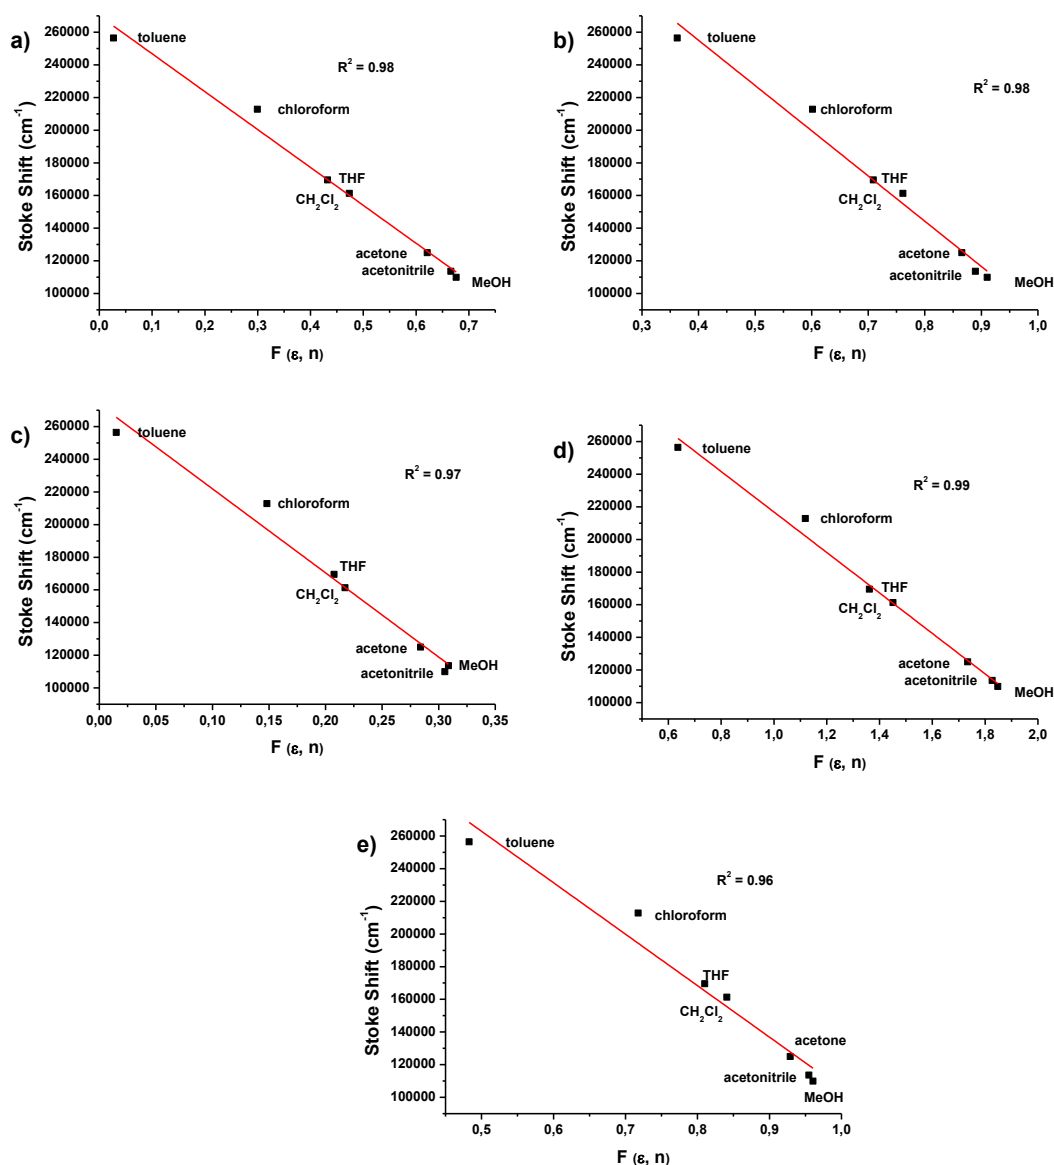 a)
Stoke Shift (cm-1)
260000
240000
220000
200000
180000
160000
140000
120000
100000
toluene
R2 = 0.98
chloroform
THF
CH2Cl2
acetone
acetonitrile
MeOH
0,0 0,1 0,2 0,3 0,4 0,5 0,6 0,7
F (ε, n)
b)
Stoke Shift (cm-1)
260000
240000
220000
200000
180000
160000
140000
120000
100000
toluene
R2 = 0.98
chloroform
THF
CH2Cl2
acetone
acetonitrile
MeOH
0,3 0,4 0,5 0,6 0,7 0,8 0,9 1,0
F (ε, n)
c)
Stoke Shift (cm-1)
260000
240000
220000
200000
180000
160000
140000
120000
100000
toluene
R2 = 0.97
chloroform
THF
CH2Cl2
acetone
MeOH
acetonitrile
0,00 0,05 0,10 0,15 0,20 0,25 0,30 0,35
F (ε, n)
d)
Stoke Shift (cm-1)
260000
240000
220000
200000
180000
160000
140000
120000
100000
toluene
R2 = 0.99
chloroform
THF
CH2Cl2
acetone
acetonitrile
MeOH
0,6 0,8 1,0 1,2 1,4 1,6 1,8 2,0
F (ε, n)
e)
Stoke Shift (cm-1)
260000
240000
220000
200000
180000
160000
140000
120000
100000
toluene
R2 = 0.96
chloroform
THF
CH2Cl2
acetone
acetonitrile
MeOH
0,5 0,6 0,7 0,8 0,9 1,0
F (ε, n)